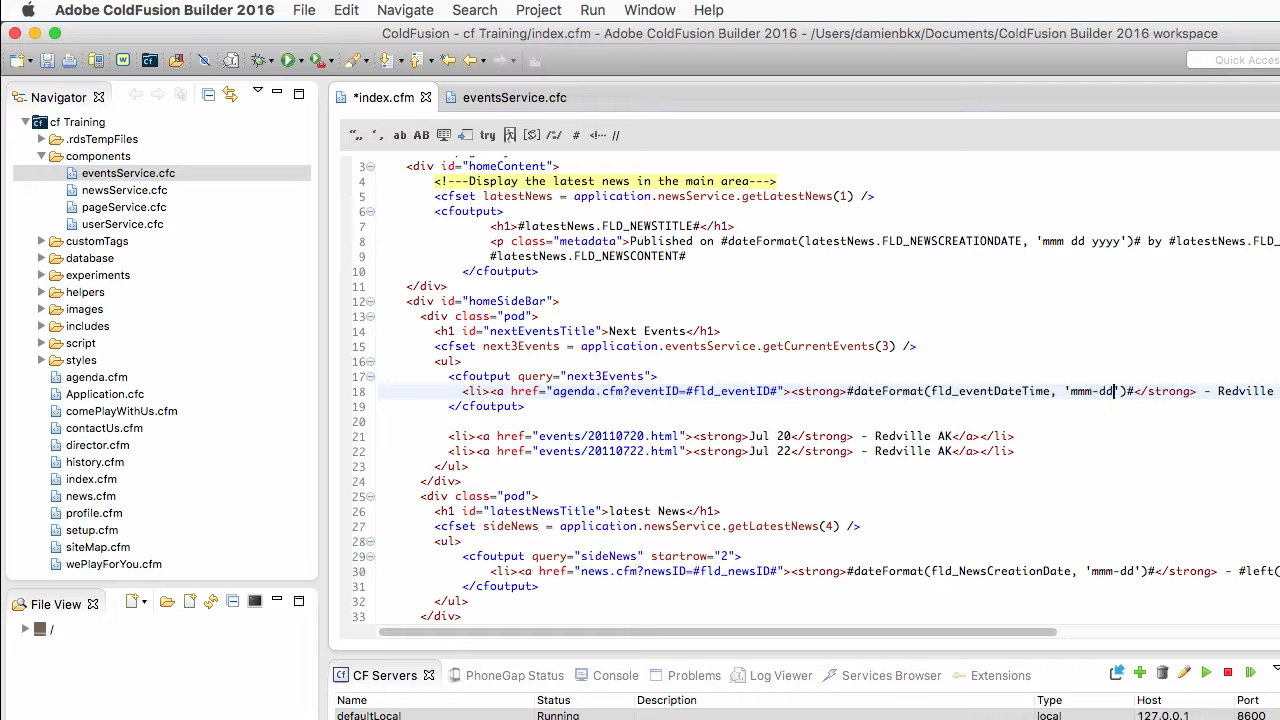 Adobe ColdFusion Builder 2016 File Edit Navigate Search Project Run Window Help
ColdFusion - cf Training/index.cfm - Adobe ColdFusion Builder 2016 - /Users/damienbkx/Documents/ColdFusion Builder 2016 workspace
Quick Access
Navigator
cf Training
.rdsTempFiles
components
eventsService.cfc
newsService.cfc
pageService.cfc
userService.cfc
customTags
database
experiments
helpers
images
includes
script
styles
agenda.cfm
Application.cfc
comePlayWithUs.cfm
contactUs.cfm
director.cfm
history.cfm
index.cfm
news.cfm
profile.cfm
setup.cfm
siteMap.cfm
wePlayForYou.cfm
File View
/
*index.cfm eventsService.cfc
ab AB try /*/ # <!-- //
3 <div id="homeContent">
4 <!---Display the latest news in the main area--->
5 <cfset latestNews = application.newsService.getLatestNews(1) />
6 <cfoutput>
7 <h1>#latestNews.FLD_NEWSTITLE#</h1>
8 <p class="metadata">Published on #dateFormat(latestNews.FLD_NEWSCREATIONDATE, 'mmm dd yyyy')# by #latestNews.FLD_
9 #latestNews.FLD_NEWSCONTENT#
10 </cfoutput>
11 </div>
12 <div id="homeSideBar">
13 <div class="pod">
14 <h1 id="nextEventsTitle">Next Events</h1>
15 <cfset next3Events = application.eventsService.getCurrentEvents(3) />
16 <ul>
17 <cfoutput query="next3Events">
18 <li><a href="agenda.cfm?eventID=#fld_eventID#"><strong>#dateFormat(fld_eventDateTime, 'mmm-dd')#</strong> - Redville
19 </cfoutput>
20
21 <li><a href="events/20110720.html"><strong>Jul 20</strong> - Redville AK</a></li>
22 <li><a href="events/20110722.html"><strong>Jul 22</strong> - Redville AK</a></li>
23 </ul>
24 </div>
25 <div class="pod">
26 <h1 id="latestNewsTitle">latest News</h1>
27 <cfset sideNews = application.newsService.getLatestNews(4) />
28 <ul>
29 <cfoutput query="sideNews" startrow="2">
30 <li><a href="news.cfm?newsID=#fld_newsID#"><strong>#dateFormat(fld_NewsCreationDate, 'mmm-dd')#</strong> - #left(
31 </cfoutput>
32 </ul>
33 </div>
CF Servers PhoneGap Status Console Problems Log Viewer Services Browser Extensions
Name Status Description Type Host Port
defaultLocal Running local 127.0.0.1 8600